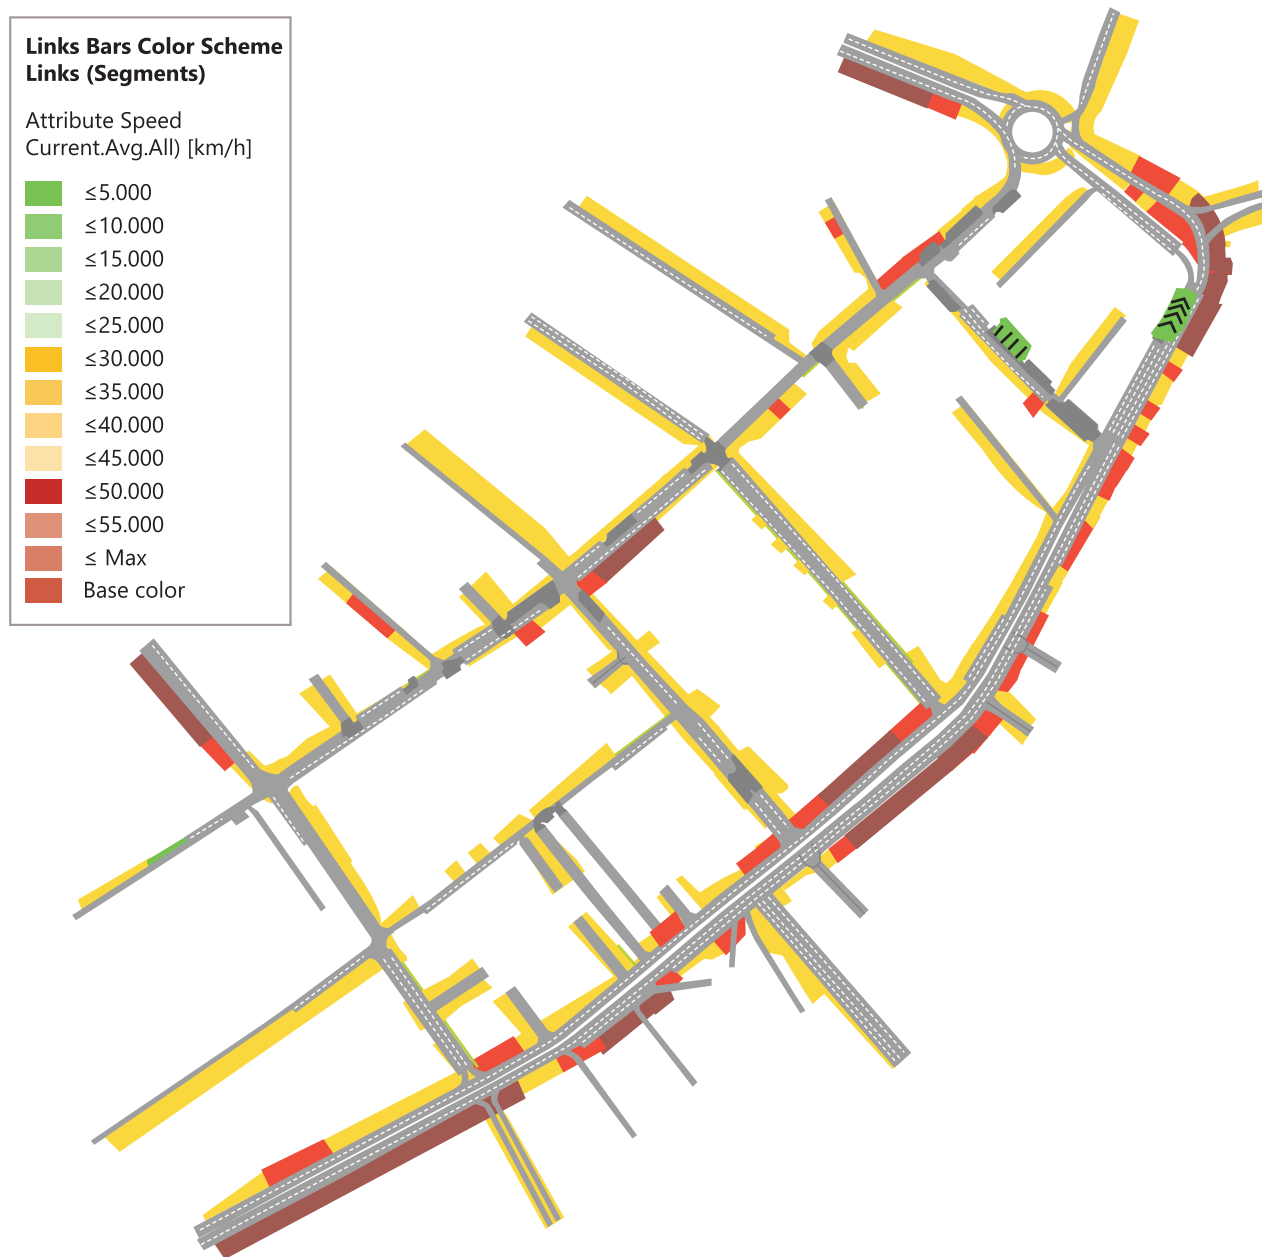 Links Bars Color Scheme
Links (Segments)
Attribute Speed
Current.Avg.All) [km/h]
≤5.000
≤10.000
≤15.000
≤20.000
≤25.000
≤30.000
≤35.000
≤40.000
≤45.000
≤50.000
≤55.000
≤ Max
Base color